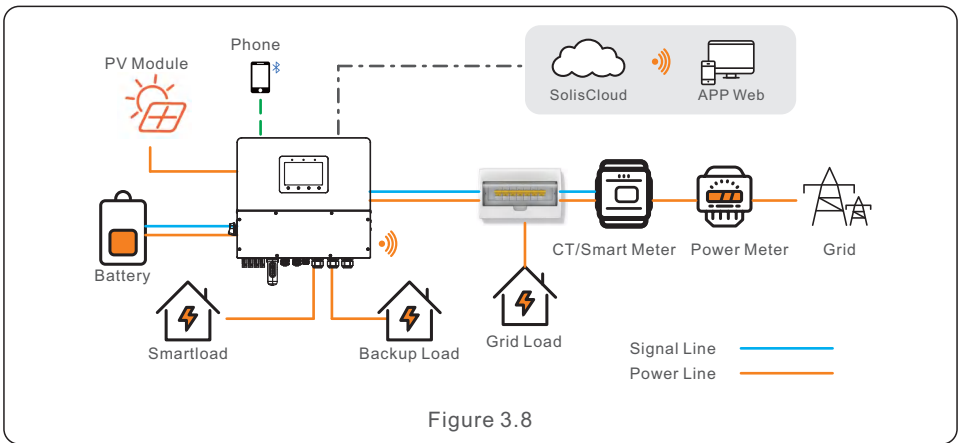 Phone
PV Module
SolisCloud
APP Web
CT/Smart Meter
Power Meter
Grid
Battery
Smartload
Backup Load
Grid Load
Signal Line
Power Line
Figure 3.8